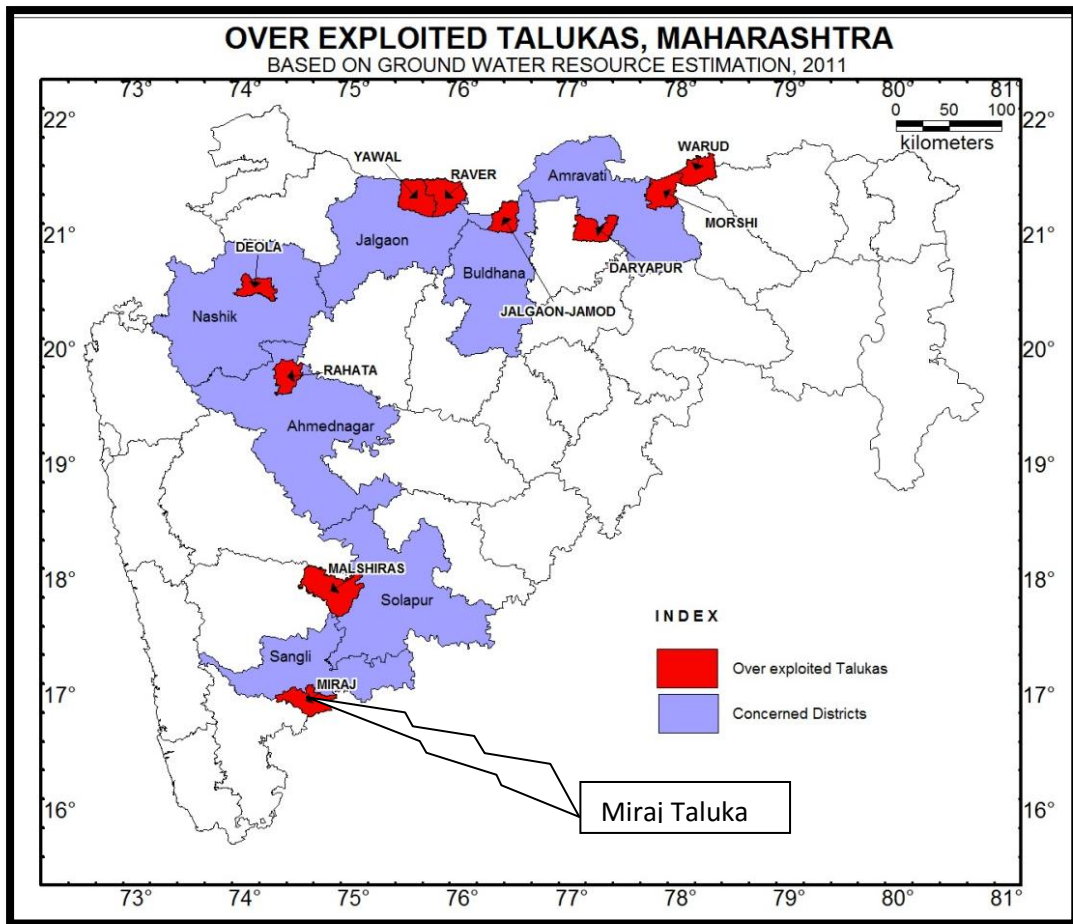 OVER EXPLOITED TALUKAS, MAHARASHTRA
BASED ON GROUND WATER RESOURCE ESTIMATION, 2011
73° 74° 75° 76° 77° 78° 79° 80° 81°
22° 22°
0 50 100
kilometers
WARUD
YAWAL
RAVER
Amravati
MORSHI
21° 21°
Jalgaon
DEOLA
DARYAPUR
Buldhana
JALGAON-JAMOD
Nashik
20° 20°
RAHATA
Ahmednagar
19° 19°
MALSHIRAS
18° 18°
Solapur
INDEX
Sangli
Over exploited Talukas
MIRAJ
17° 17°
Concerned Districts
Miraj Taluka
16° 16°
73° 74° 75° 76° 77° 78° 79° 80° 81°